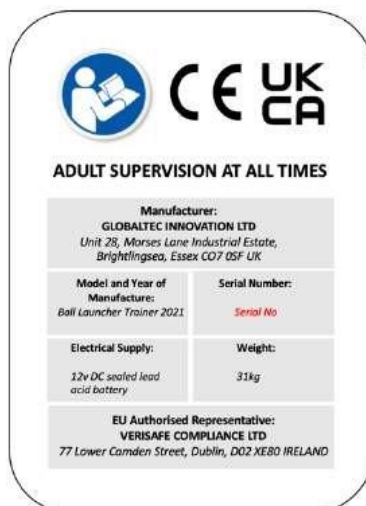 CE UK
CA
ADULT SUPERVISION AT ALL TIMES
Manufacturer:
GLOBALTEC INNOVATION LTD
Unit 28, Morses Lane Industrial Estate,
Brightlingsea, Essex CO7 0SF UK
Model and Year of
Manufacture:
Ball Launcher Trainer 2021
Serial Number:
Serial No
Electrical Supply:
12v DC sealed lead
acid battery
Weight:
31kg
EU Authorised Representative:
VERISAFE COMPLIANCE LTD
77 Lower Camden Street, Dublin, D02 XE80 IRELAND